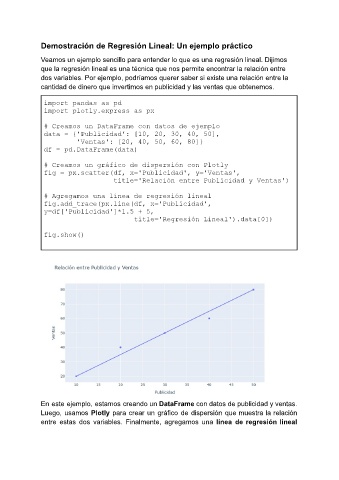 Demostración de Regresión Lineal: Un ejemplo práctico
Veamos un ejemplo sencillo para entender lo que es una regresión lineal. Dijimos
que la regresión lineal es una técnica que nos permite encontrar la relación entre
dos variables. Por ejemplo, podríamos querer saber si existe una relación entre la
cantidad de dinero que invertimos en publicidad y las ventas que obtenemos.
import pandas as pd
import plotly.express as px
# Creamos un DataFrame con datos de ejemplo
data = {'Publicidad': [10, 20, 30, 40, 50],
'Ventas': [20, 40, 50, 60, 80]}
df = pd.DataFrame(data)
# Creamos un gráfico de dispersión con Plotly
fig = px.scatter(df, x='Publicidad', y='Ventas',
title='Relación entre Publicidad y Ventas')
# Agregamos una línea de regresión lineal
fig.add_trace(px.line(df, x='Publicidad',
y=df['Publicidad']*1.5 + 5,
title='Regresión Lineal').data[0])
fig.show()
Relación entre Publicidad y Ventas
80
70
60
50
40
30
20
Ventas
10 15 20 25 30 35 40 45 50
Publicidad
En este ejemplo, estamos creando un DataFrame con datos de publicidad y ventas.
Luego, usamos Plotly para crear un gráfico de dispersión que muestra la relación
entre estas dos variables. Finalmente, agregamos una línea de regresión lineal